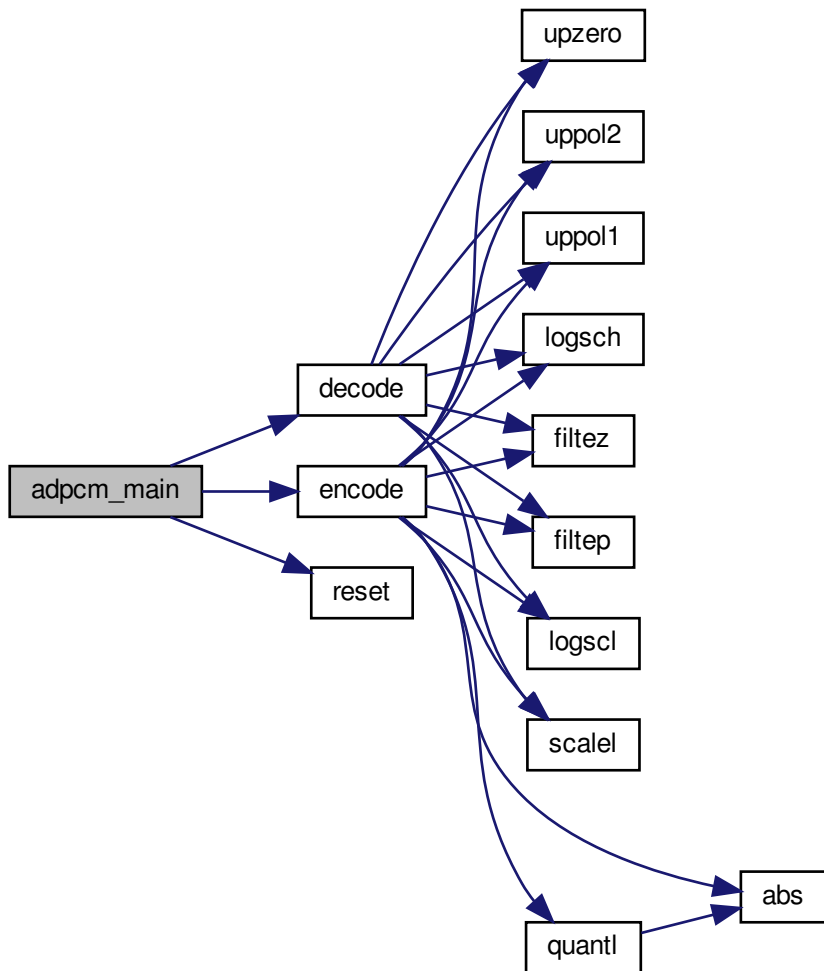 upzero
uppol2
uppol1
logsch
decode
filtez
adpcm_main
encode
filtep
reset
logscl
scalel
abs
quantl